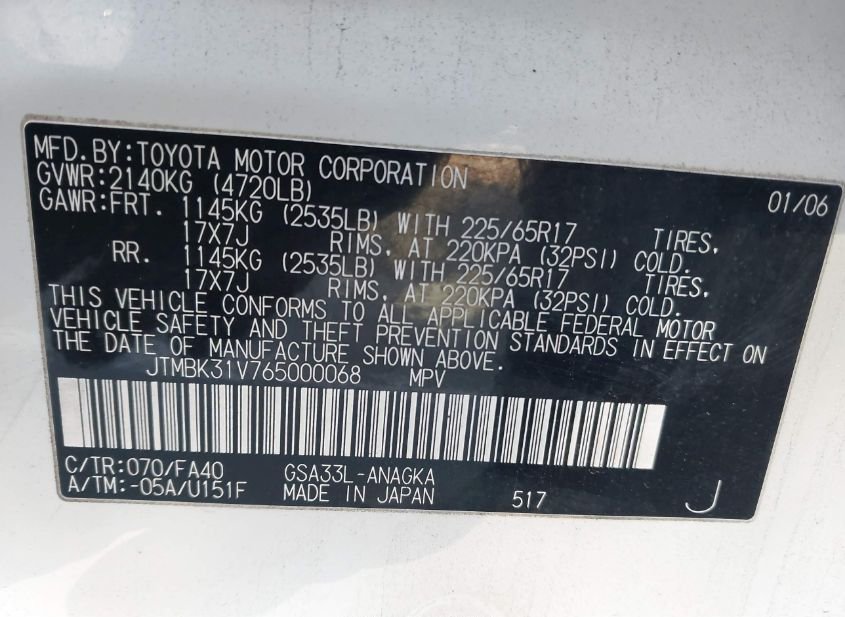 MFD.BY:TOYOTA MOTOR CORPORATION 01/06
GVWR:2140KG (4720LB)
GAWR:FRT. 1145KG (2535LB) WITH 225/65R17 TIRES,
17X7J RIMS, AT 220KPA (32PSI) COLD.
RR. 1145KG (2535LB) WITH 225/65R17 TIRES,
17X7J RIMS, AT 220KPA (32PSI) COLD.
THIS VEHICLE CONFORMS TO ALL APPLICABLE FEDERAL MOTOR
VEHICLE SAFETY AND THEFT PREVENTION STANDARDS IN EFFECT ON
THE DATE OF MANUFACTURE SHOWN ABOVE.
JTMBK31V765000068 MPV
C/TR:070/FA40 GSA33L-ANAGKA
A/TM:-05A/U151F MADE IN JAPAN 517 J